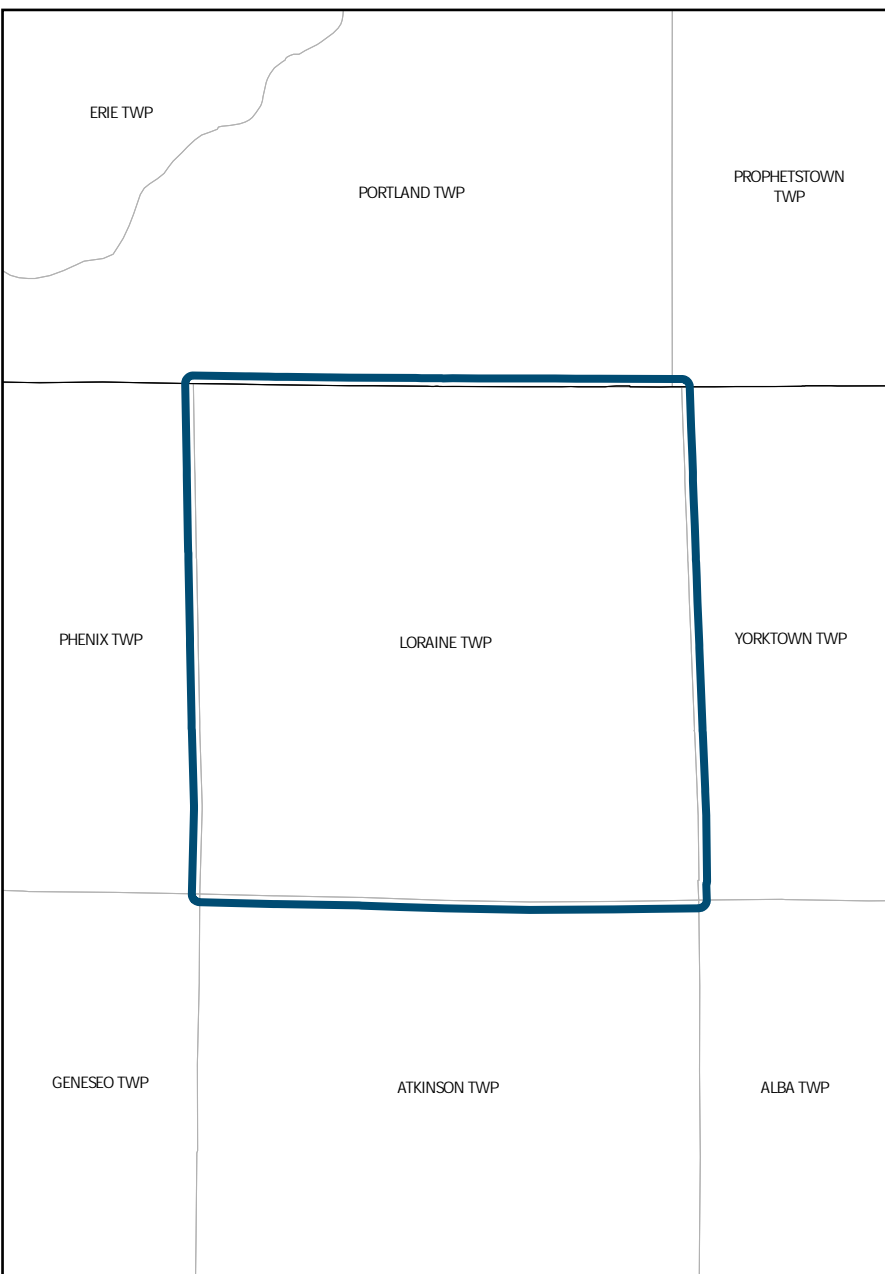 ERIE TWP
PORTLAND TWP
PROPHETSTOWN
TWP
PHENIX TWP
LORAINE TWP
YORKTOWN TWP
GENESEO TWP
ATKINSON TWP
ALBA TWP